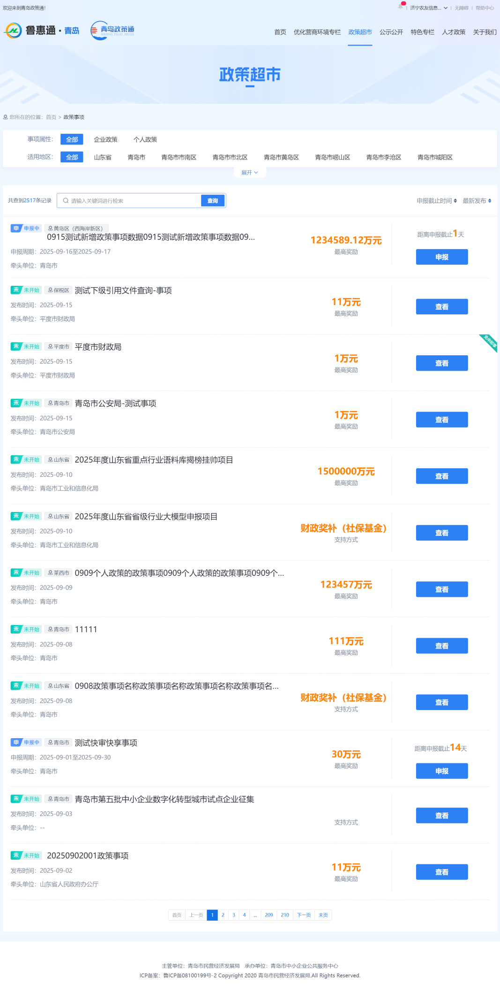 欢迎来到青岛政策通!
济宁农友信息... | 无障碍 | 帮助中心
鲁惠通·青岛 青岛政策通
QINGDAO POLICY SERVICE
首页 优化营商环境专栏 政策超市 公示公开 特色专栏 人才政策 关于我们
政策超市
您所在的位置: 首页 > 政策事项
事项属性: 全部 企业政策 个人政策
适用地区: 全部 山东省 青岛市 青岛市市南区 青岛市市北区 青岛市黄岛区 青岛市崂山区 青岛市李沧区 青岛市城阳区
展开
共查到2517条记录 请输入关键词进行检索 查询 申报截止时间 最新发布
申 申报中 黄岛区（西海岸新区）
0915测试新增政策事项数据0915测试新增政策事项数据09...
申报周期: 2025-09-16至2025-09-17
牵头单位: 青岛市
1234589.12万元
最高奖励
距离申报截止1天
申报
未 未开始 保税区 测试下级引用文件查询-事项
发布时间: 2025-09-15
牵头单位: 平度市财政局
11万元
最高奖励
查看
未 未开始 平度市 平度市财政局
发布时间: 2025-09-15
牵头单位: 平度市财政局
1万元
最高奖励
查看
免申即享
未 未开始 青岛市 青岛市公安局-测试事项
发布时间: 2025-09-15
牵头单位: 青岛市公安局
1万元
最高奖励
查看
未 未开始 山东省 2025年度山东省重点行业语料库揭榜挂帅项目
发布时间: 2025-09-10
牵头单位: 青岛市工业和信息化局
1500000万元
最高奖励
查看
未 未开始 山东省 2025年度山东省省级行业大模型申报项目
发布时间: 2025-09-10
牵头单位: 青岛市工业和信息化局
财政奖补（社保基金）
支持方式
查看
未 未开始 莱西市 0909个人政策的政策事项0909个人政策的政策事项0909个...
发布时间: 2025-09-09
牵头单位: 青岛市
123457万元
最高奖励
查看
未 未开始 青岛市 11111
发布时间: 2025-09-08
牵头单位: 青岛市
111万元
最高奖励
查看
未 未开始 山东省 0908政策事项名称政策事项名称政策事项名称政策事项名...
发布时间: 2025-09-08
牵头单位: 青岛市
财政奖补（社保基金）
支持方式
查看
申 申报中 青岛市 测试快审快享事项
申报周期: 2025-09-01至2025-09-30
牵头单位: 青岛市
30万元
最高奖励
距离申报截止14天
申报
未 未开始 青岛市 青岛市第五批中小企业数字化转型城市试点企业征集
发布时间: 2025-09-03
牵头单位: --
支持方式
查看
未 未开始 20250902001政策事项
发布时间: 2025-09-02
牵头单位: 山东省人民政府办公厅
11万元
最高奖励
查看
首页 上一页 1 2 3 4 ... 209 210 下一页 末页
主管单位: 青岛市民营经济发展局 承办单位: 青岛市中小企业公共服务中心
ICP备案: 鲁ICP备08100199号-2 Copyright 2020 青岛市民营经济发展局.All Rights Reserved.